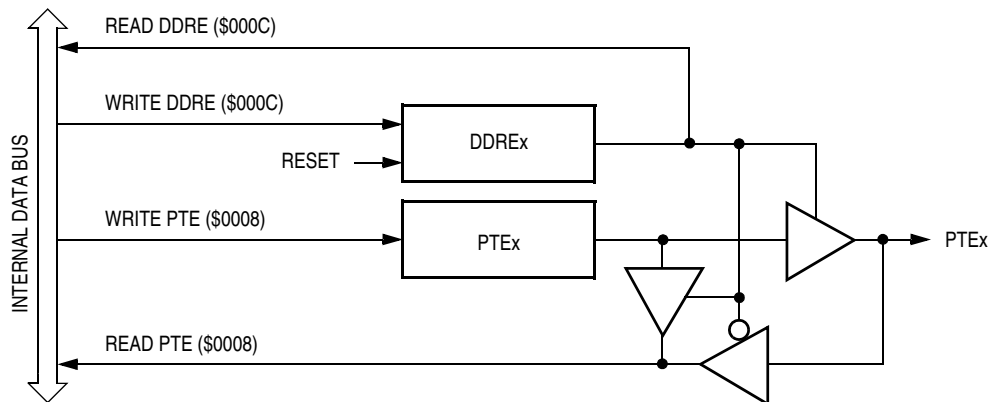 READ DDRE ($000C)
WRITE DDRE ($000C)
DDREx
RESET
WRITE PTE ($0008)
PTEx
PTEx
READ PTE ($0008)
INTERNAL DATA BUS